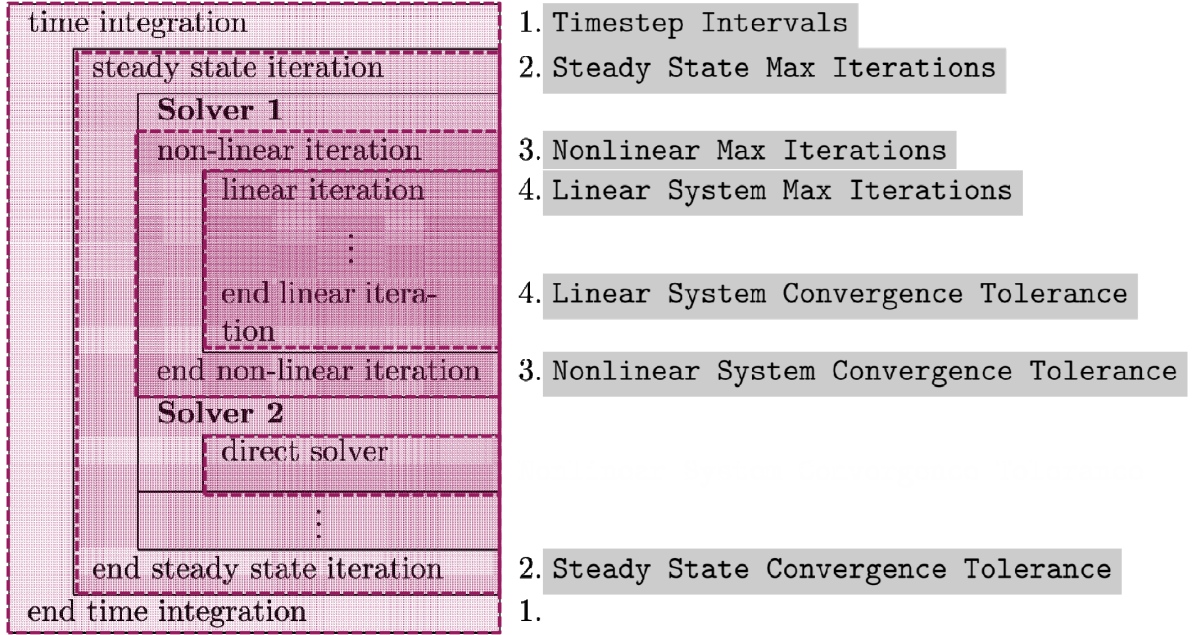 time integration 1. Timestep Intervals
steady state iteration 2. Steady State Max Iterations
Solver 1
non-linear iteration 3. Nonlinear Max Iterations
linear iteration 4. Linear System Max Iterations
⋮
end linear itera- 4. Linear System Convergence Tolerance
tion
end non-linear iteration 3. Nonlinear System Convergence Tolerance
Solver 2
direct solver
⋮
end steady state iteration 2. Steady State Convergence Tolerance
end time integration 1.